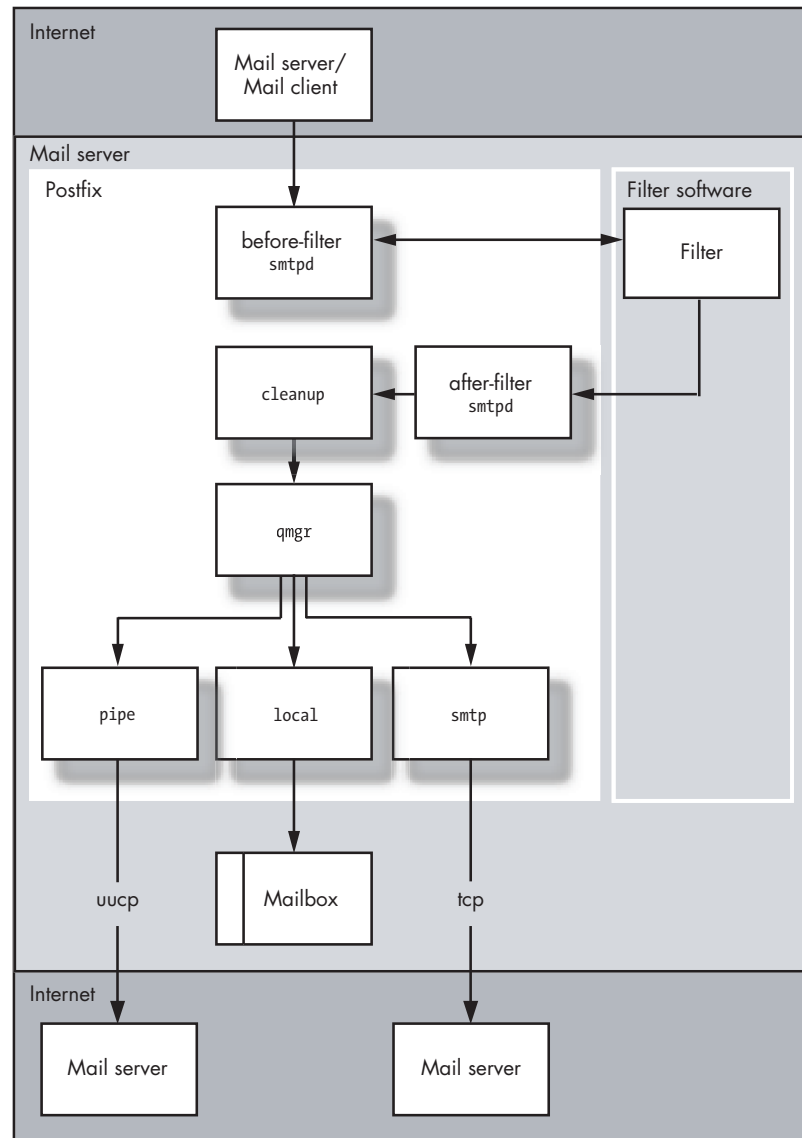 Internet
Mail server/
Mail client
Mail server
Postfix
Filter software
before-filter
smtpd
Filter
cleanup
after-filter
smtpd
qmgr
pipe
local
smtp
uucp
Mailbox
tcp
Internet
Mail server
Mail server